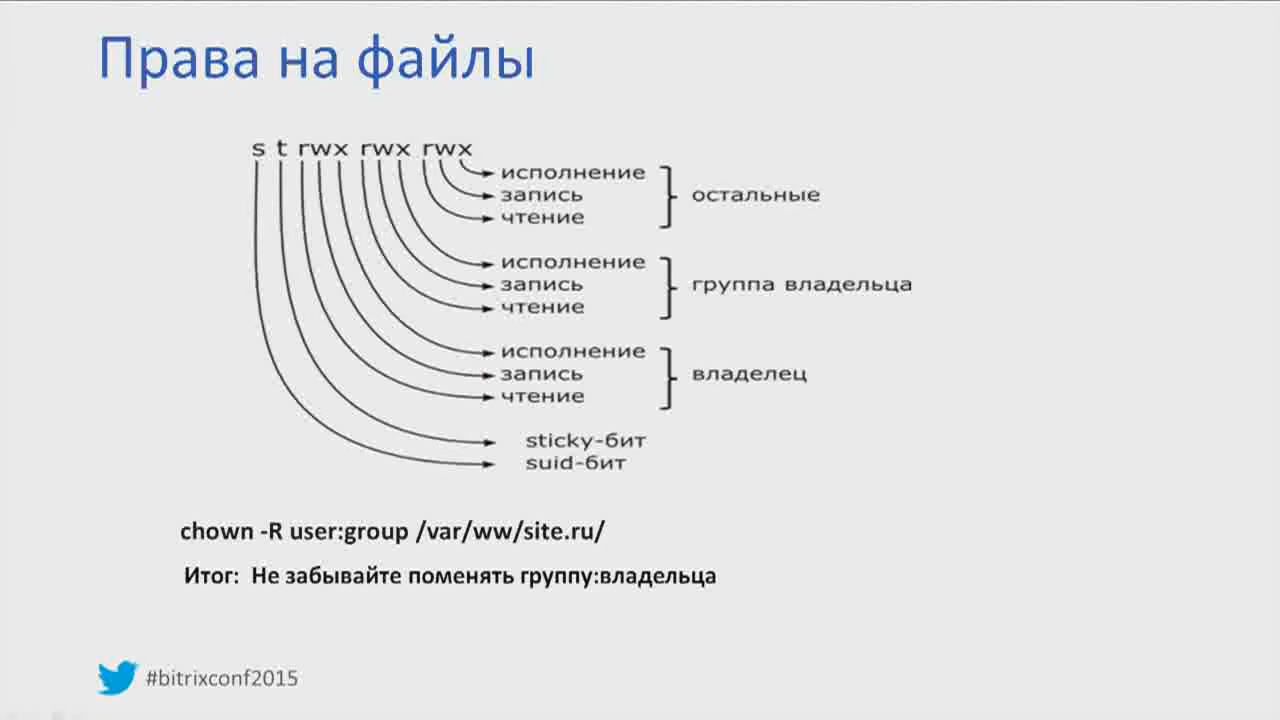 Права на файлы
s t rwx rwx rwx
исполнение
запись
чтение
остальные
исполнение
запись
чтение
группа владельца
исполнение
запись
чтение
владелец
sticky-бит
suid-бит
chown -R user:group /var/ww/site.ru/
Итог: Не забывайте поменять группу:владельца
#bitrixconf2015